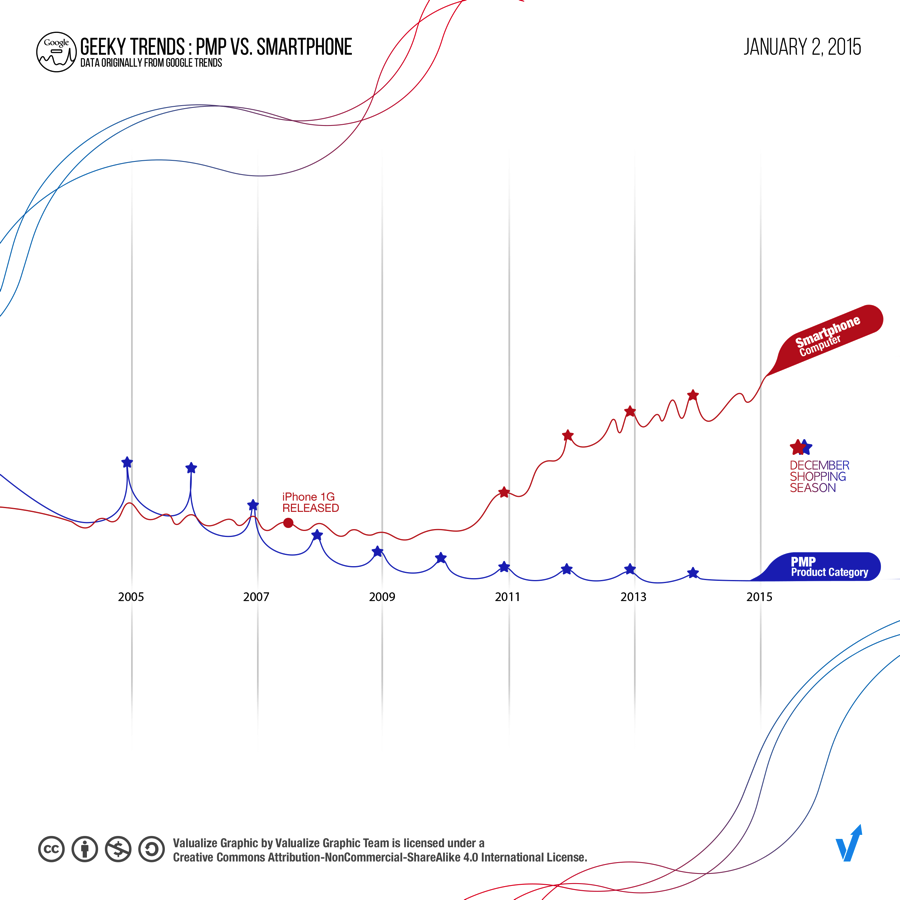 Google
GEEKY TRENDS : PMP VS. SMARTPHONE
DATA ORIGINALLY FROM GOOGLE TRENDS
JANUARY 2, 2015
Smartphone
Computer
DECEMBER
SHOPPING
SEASON
iPhone 1G
RELEASED
PMP
Product Category
2005
2007
2009
2011
2013
2015
cc
Valualize Graphic by Valualize Graphic Team is licensed under a
Creative Commons Attribution-NonCommercial-ShareAlike 4.0 International License.